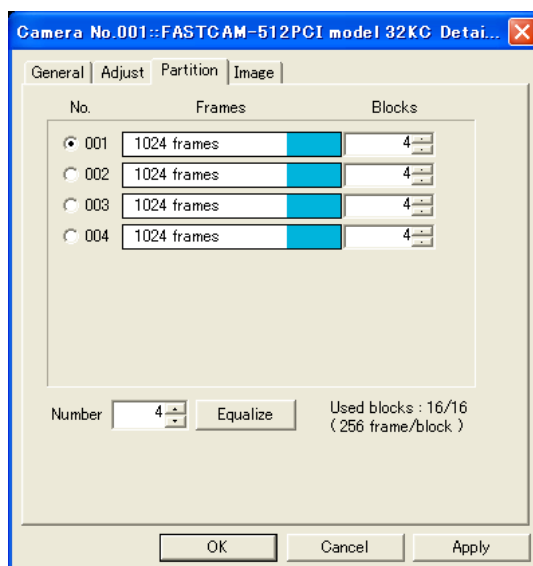 Camera No.001::FASTCAM-512PCI model 32KC Detai...
General Adjust Partition Image
No. Frames Blocks
001 1024 frames 4
002 1024 frames 4
003 1024 frames 4
004 1024 frames 4
Number 4 Equalize Used blocks : 16/16
( 256 frame/block )
OK Cancel Apply